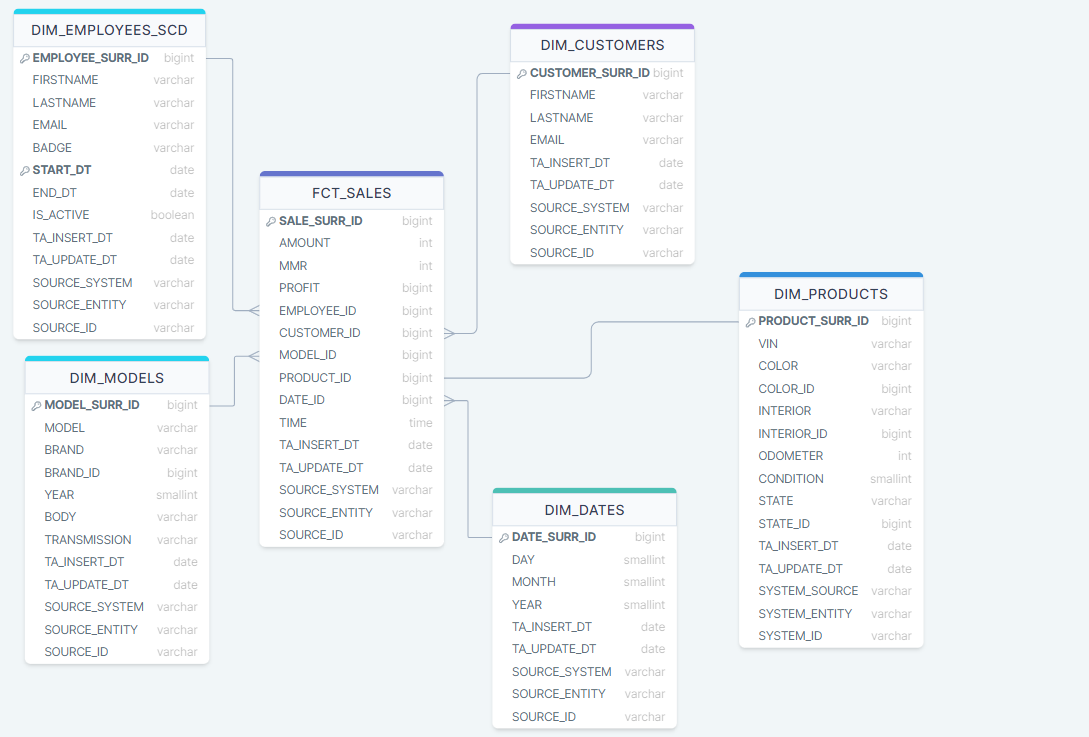 DIM_EMPLOYEES_SCD
EMPLOYEE_SURR_ID bigint
FIRSTNAME varchar
LASTNAME varchar
EMAIL varchar
BADGE varchar
START_DT date
END_DT date
IS_ACTIVE boolean
TA_INSERT_DT date
TA_UPDATE_DT date
SOURCE_SYSTEM varchar
SOURCE_ENTITY varchar
SOURCE_ID varchar
DIM_MODELS
MODEL_SURR_ID bigint
MODEL varchar
BRAND varchar
BRAND_ID bigint
YEAR smallint
BODY varchar
TRANSMISSION varchar
TA_INSERT_DT date
TA_UPDATE_DT date
SOURCE_SYSTEM varchar
SOURCE_ENTITY varchar
SOURCE_ID varchar
FCT_SALES
SALE_SURR_ID bigint
AMOUNT int
MMR int
PROFIT bigint
EMPLOYEE_ID bigint
CUSTOMER_ID bigint
MODEL_ID bigint
PRODUCT_ID bigint
DATE_ID bigint
TIME time
TA_INSERT_DT date
TA_UPDATE_DT date
SOURCE_SYSTEM varchar
SOURCE_ENTITY varchar
SOURCE_ID varchar
DIM_CUSTOMERS
CUSTOMER_SURR_ID bigint
FIRSTNAME varchar
LASTNAME varchar
EMAIL varchar
TA_INSERT_DT date
TA_UPDATE_DT date
SOURCE_SYSTEM varchar
SOURCE_ENTITY varchar
SOURCE_ID varchar
DIM_DATES
DATE_SURR_ID bigint
DAY smallint
MONTH smallint
YEAR smallint
TA_INSERT_DT date
TA_UPDATE_DT date
SOURCE_SYSTEM varchar
SOURCE_ENTITY varchar
SOURCE_ID varchar
DIM_PRODUCTS
PRODUCT_SURR_ID bigint
VIN varchar
COLOR varchar
COLOR_ID bigint
INTERIOR varchar
INTERIOR_ID bigint
ODOMETER int
CONDITION smallint
STATE varchar
STATE_ID bigint
TA_INSERT_DT date
TA_UPDATE_DT date
SYSTEM_SOURCE varchar
SYSTEM_ENTITY varchar
SYSTEM_ID varchar